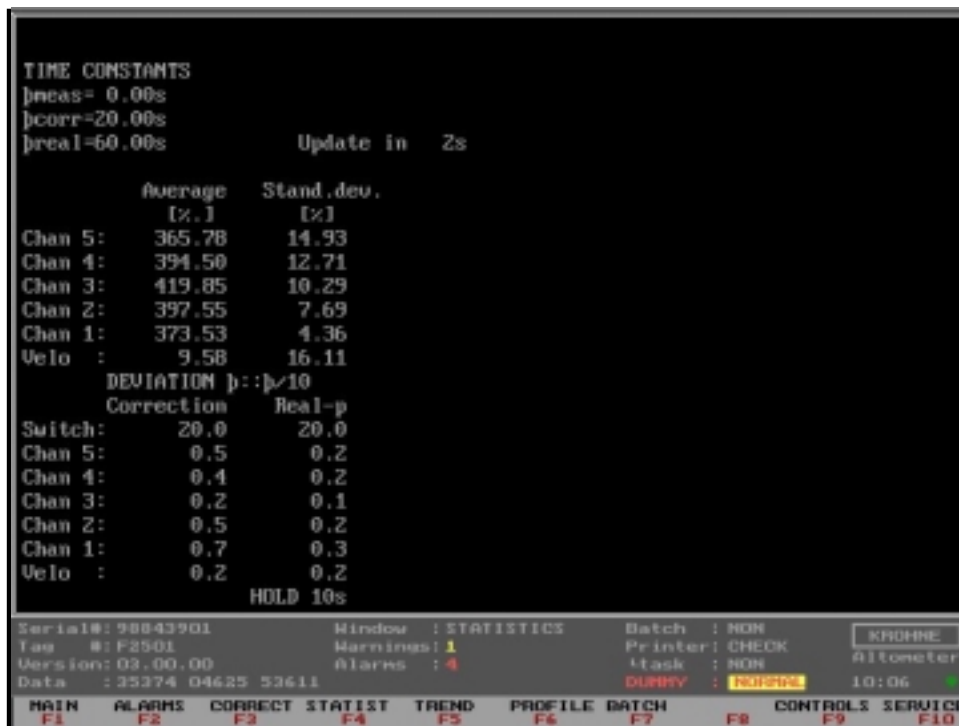 TIME CONSTANTS
þmeas= 0.00s
þcorr=20.00s
þreal=60.00s Update in 2s
Average Stand.dev.
[%.] [%]
Chan 5: 365.78 14.93
Chan 4: 394.50 12.71
Chan 3: 419.85 10.29
Chan 2: 397.55 7.69
Chan 1: 373.53 4.36
Velo : 9.58 16.11
DEVIATION þ::þ/10
Correction Real-p
Switch: 20.0 20.0
Chan 5: 0.5 0.2
Chan 4: 0.4 0.2
Chan 3: 0.2 0.1
Chan 2: 0.5 0.2
Chan 1: 0.7 0.3
Velo : 0.2 0.2
HOLD 10s
Serial#: 98843901 Window : STATISTICS Batch : NON
Tag #: F2501 Warnings: 1 Printer: CHECK KROHNE
Version: 03.00.00 Alarms : 4 : NON Altometer
Data : 35374 04625 53611 DUMMY : NORMAL 10:06
MAIN ALARMS CORRECT STATIST TREND PROFILE BATCH CONTROLS SERVICE
F1 F2 F3 F4 F5 F6 F7 F8 F9 F10